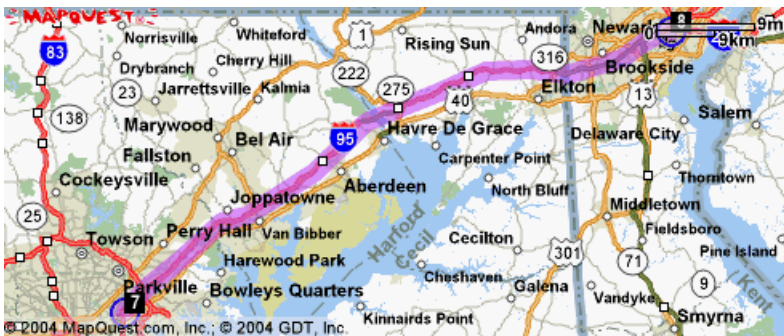 MAPQUEST
83
Norrisville
Whiteford
1
Rising Sun
Andora
Newark
8
0
9m
9km
Drybranch
Cherry Hill
222
275
316
Brookside
23
Jarrettsville
Kalmia
40
Elkton
13
138
Marywood
Bel Air
95
Havre De Grace
Delaware City
Salem
Fallston
Carpenter Point
Cockeysville
Joppatowne
Aberdeen
North Bluff
Thorntown
25
Middletown
Towson
Perry Hall
Van Bibber
Harford
Cecil
Cecilton
Fieldsboro
Pine Island
Harewood Park
301
71
9
Kent
Parkville
Bowleys Quarters
Cheshaven
Galena
Vandyke
7
Kinnairds Point
Smyrna
© 2004 MapQuest.com, Inc.; © 2004 GDT, Inc.